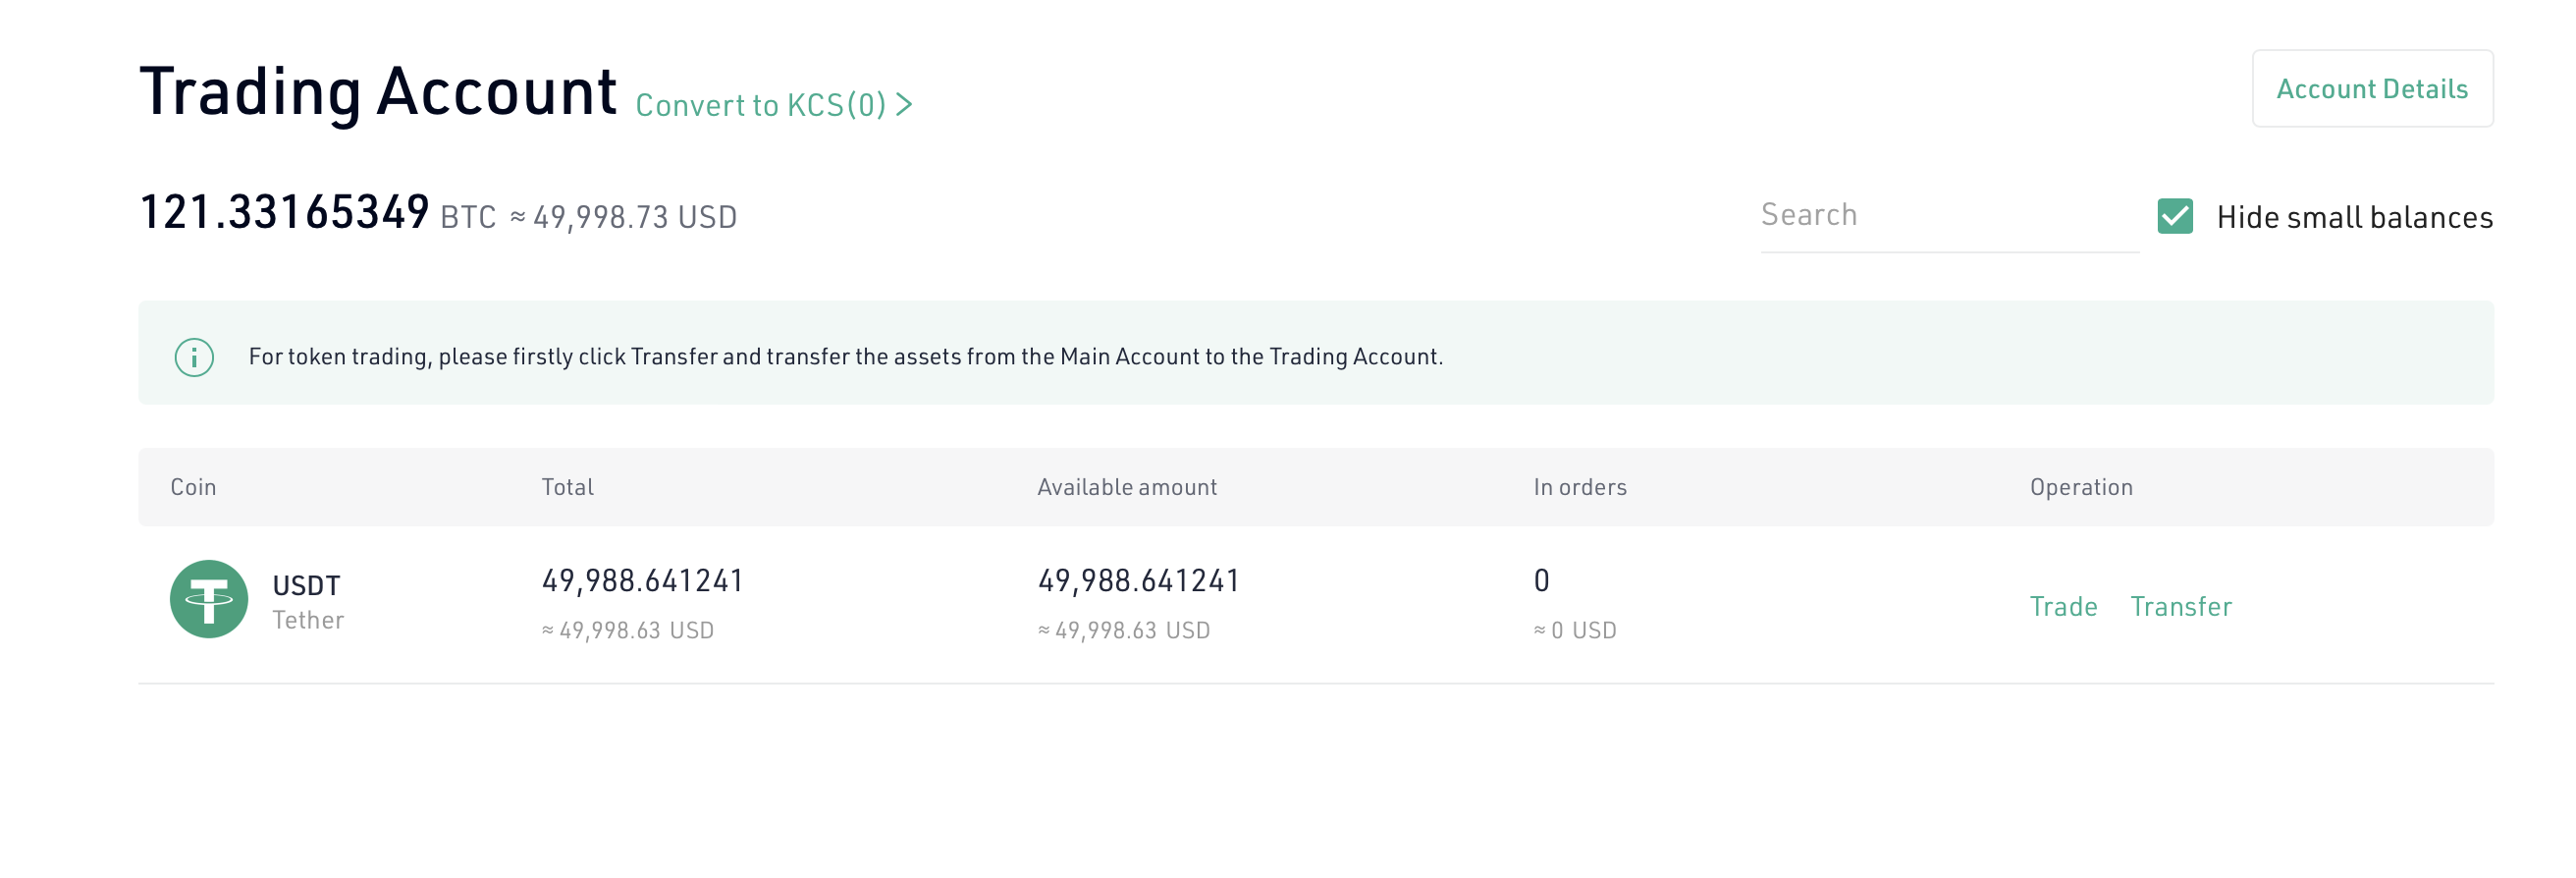 Trading Account Convert to KCS(0) >
Account Details
121.33165349 BTC ≈ 49,998.73 USD
Search
Hide small balances
For token trading, please firstly click Transfer and transfer the assets from the Main Account to the Trading Account.
Coin Total Available amount In orders Operation
USDT 49,988.641241 49,988.641241 0
Trade Transfer
Tether ≈ 49,998.63 USD ≈ 49,998.63 USD ≈ 0 USD